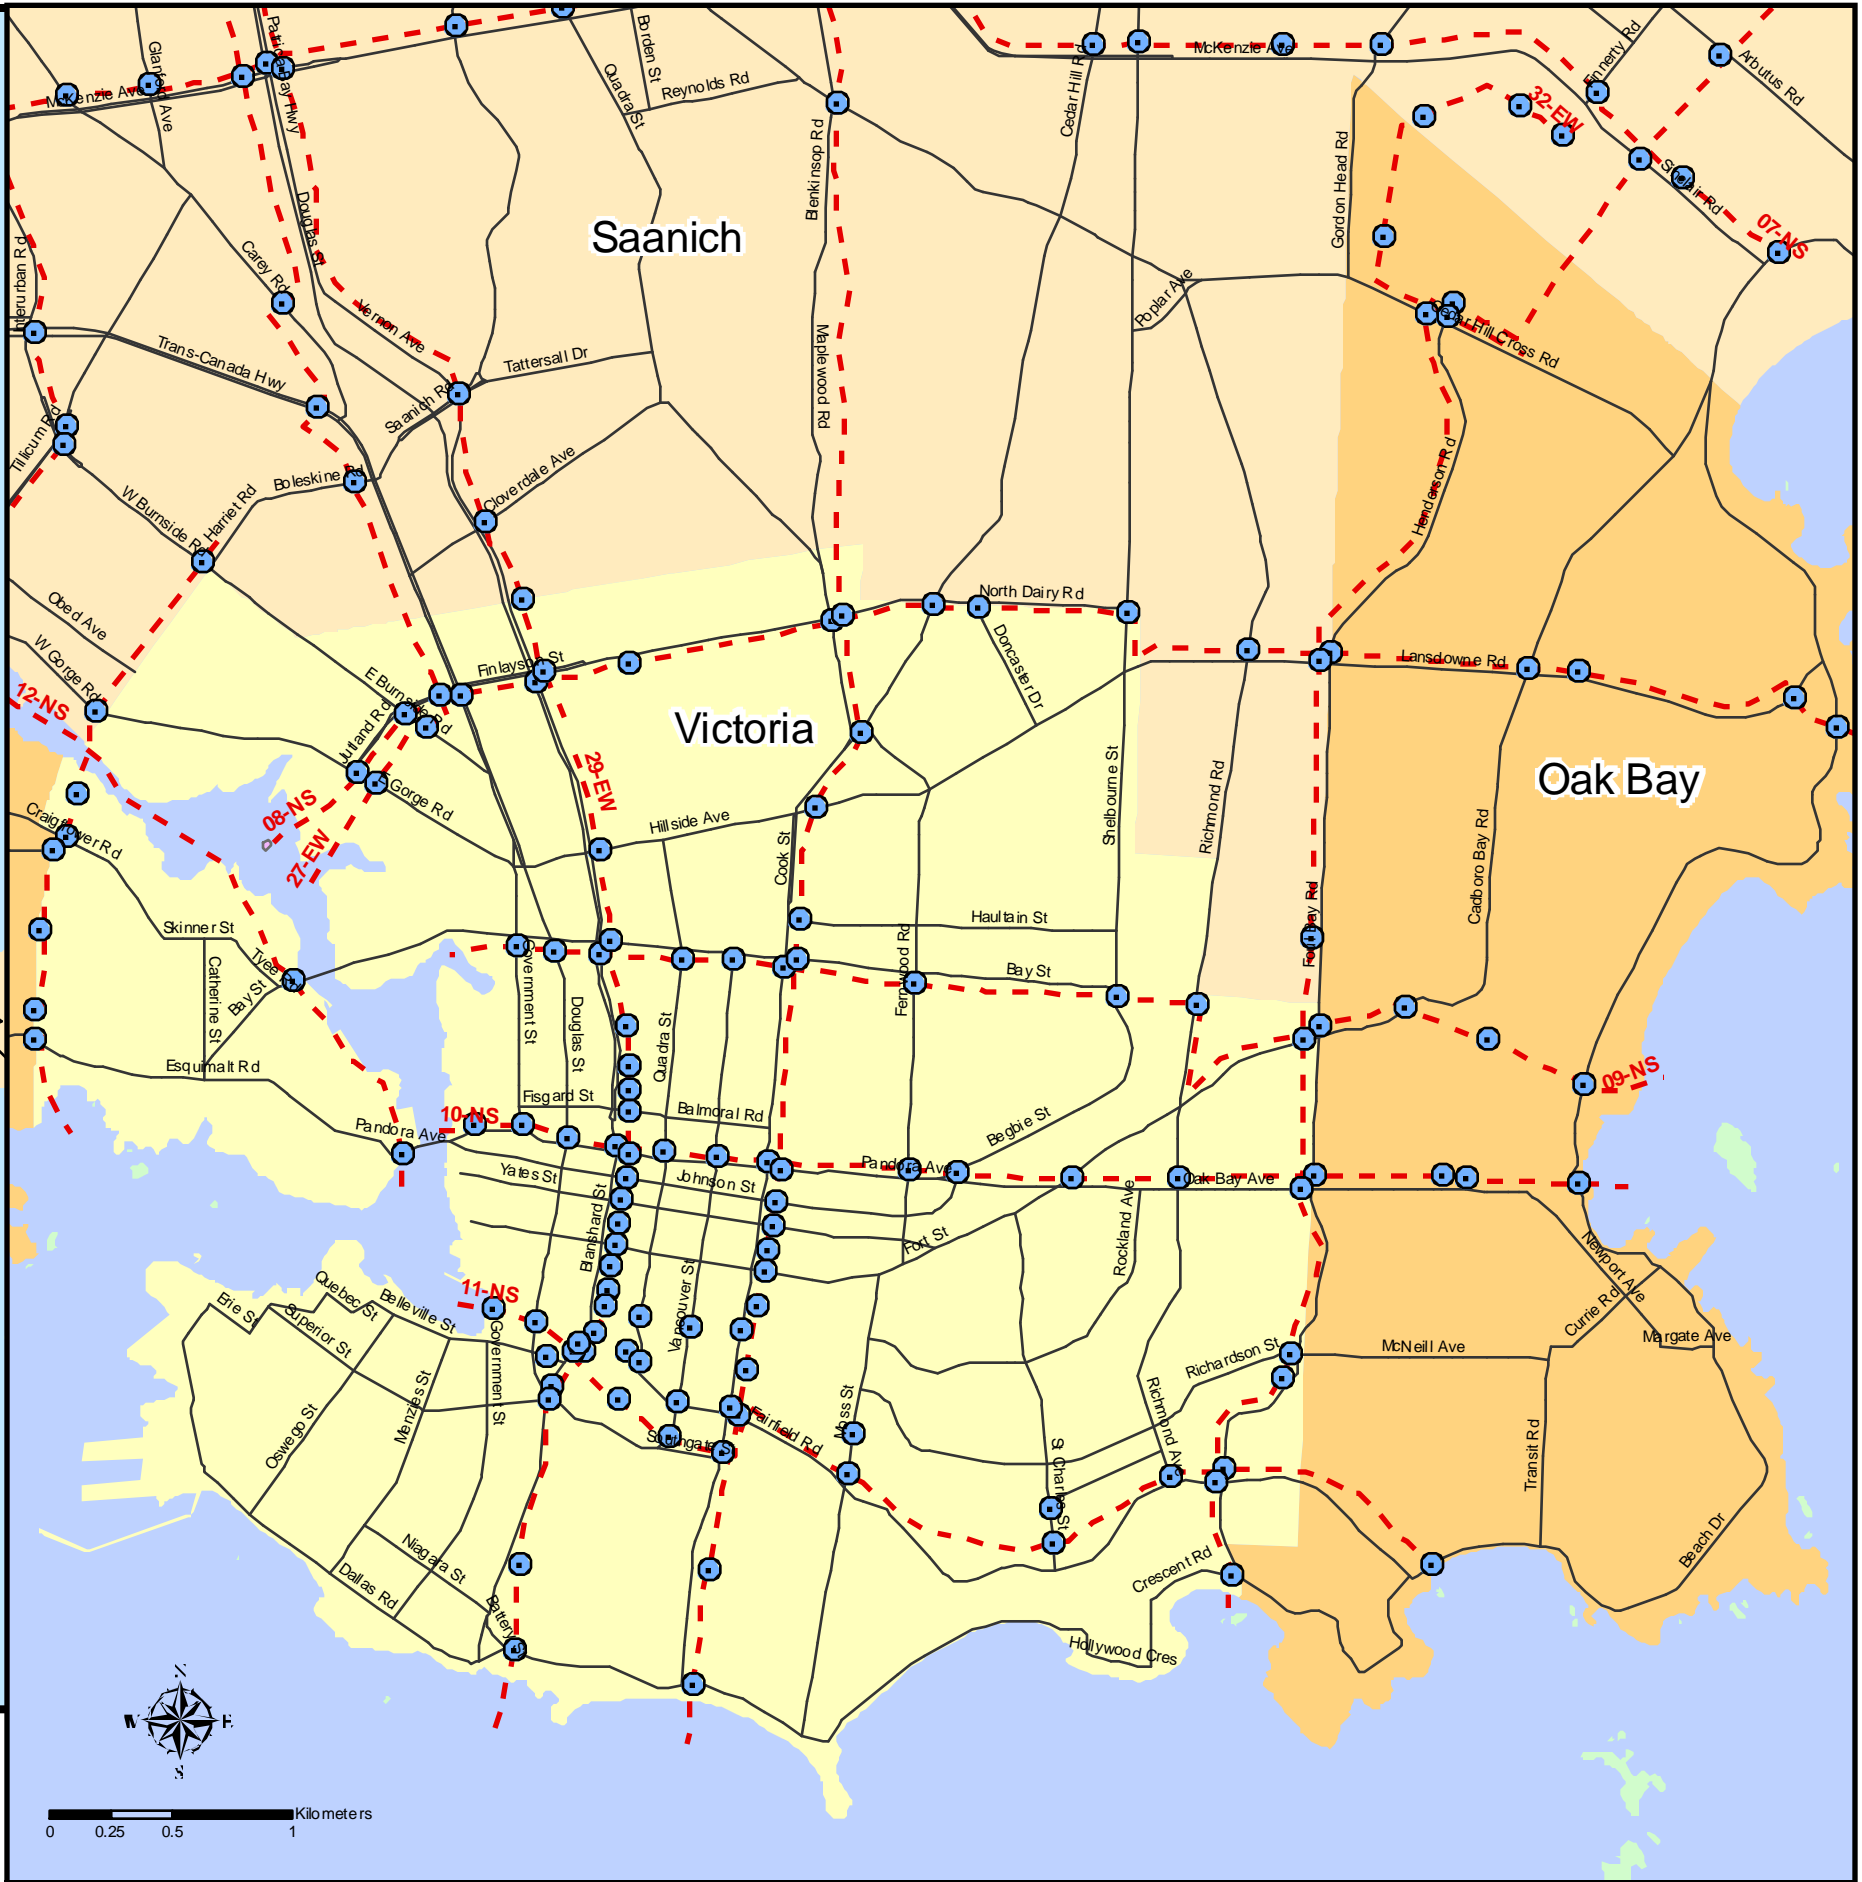 Borden St
Patricia Bay Hwy
Glanford Ave
Quadra St
Reynolds Rd
McKenzie Ave
McKenzie Ave
Cedar Hill Rd
Finnerty Rd
Arbutus Rd
32-EW
Blenkinsop Rd
Gordon Head Rd
Sinclair Rd
07-NS
Douglas St
Saanich
Interurban Rd
Carey Rd
Poplar Ave
Vernon Ave
Trans-Canada Hwy
Tattersall Dr
Maplewood Rd
Cedar Hill Cross Rd
Saanich Rd
Tillicum Rd
Cloverdale Ave
Boleskine Rd
Harriet Rd
W Burnside Rd
Henderson Rd
Obed Ave
North Dairy Rd
W Gorge Rd
Finlayson St
Doncaster Dr
Lansdowne Rd
12-NS
E Burnside Rd
Victoria
Jutland Rd
29-EW
Oak Bay
E Gorge Rd
08-NS
Shelbourne St
Richmond Rd
Hillside Ave
Craigflower Rd
27-EW
Cook St
Cadboro Bay Rd
Foul Bay Rd
Skinner St
Haultain St
Fernwood Rd
Tyee Rd
Catherine St
Bay St
Government St
Bay St
Douglas St
Quadra St
Esquimalt Rd
Fisgard St
09-NS
10-NS
Balmoral Rd
Begbie St
Pandora Ave
Pandora Ave
Yates St
Johnson St
Oak Bay Ave
Blanshard St
Rockland Ave
Fort St
Newport Ave
Quebec St
11-NS
Erie St
Superior St
Belleville St
Vancouver St
Currie Rd
Margate Ave
Government St
McNeill Ave
Richardson St
Menzies St
Moss St
Richmond Ave
Oswego St
Fairfield Rd
Southgate St
St Charles St
Transit Rd
Beach Dr
Niagara St
Dallas Rd
Battery St
Crescent Rd
Hollywood Cres
N
W E
S
Kilometers
0 0.25 0.5 1